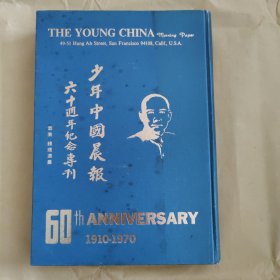 THE YOUNG CHINA Morning Paper
49-51 Hang Ah Street, San Francisco 94108, Calif., U.S.A.
少年中國晨報
六十週年紀念專刊
60th ANNIVERSARY
1910-1970